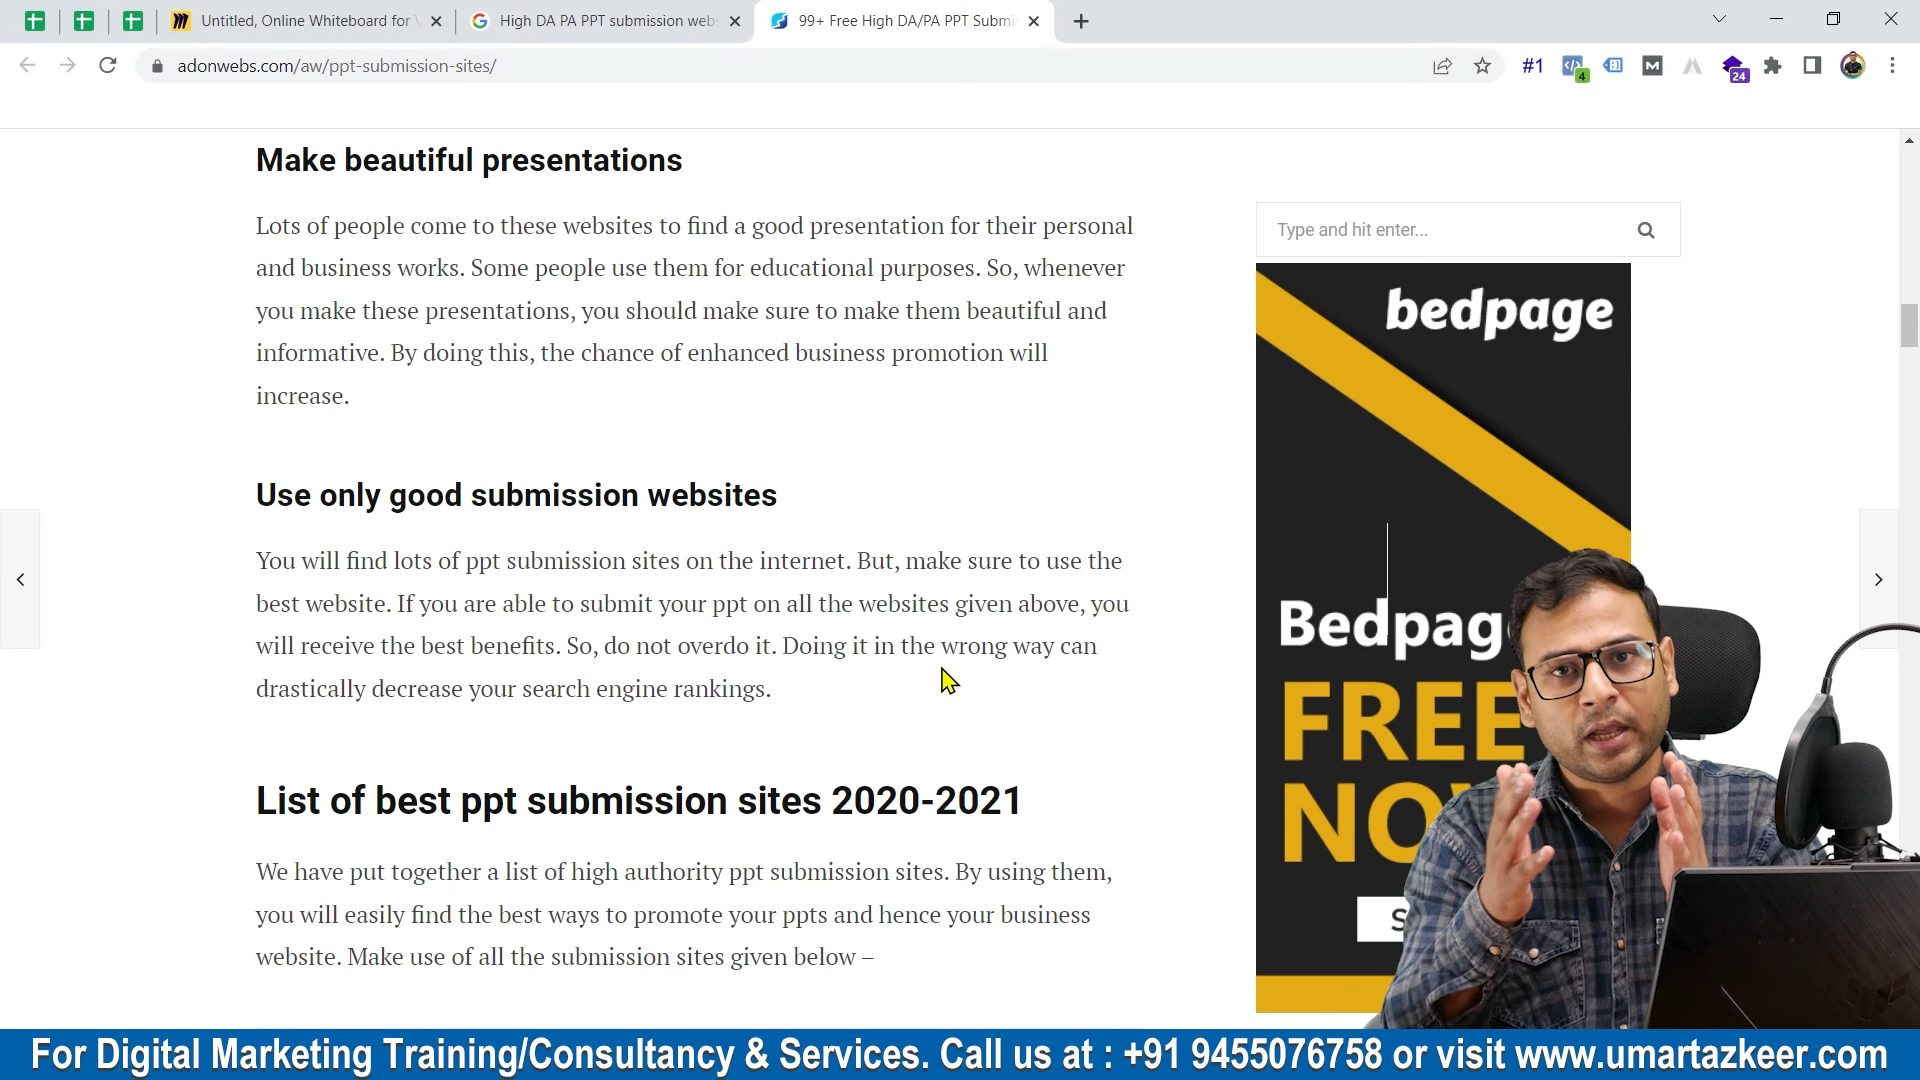 Untitled, Online Whiteboard for
High DA PA PPT submission web
99+ Free High DA/PA PPT Submi
adonwebs.com/aw/ppt-submission-sites/
#1
4
M
24
Make beautiful presentations
Lots of people come to these websites to find a good presentation for their personal
and business works. Some people use them for educational purposes. So, whenever
you make these presentations, you should make sure to make them beautiful and
informative. By doing this, the chance of enhanced business promotion will
increase.
Use only good submission websites
You will find lots of ppt submission sites on the internet. But, make sure to use the
best website. If you are able to submit your ppt on all the websites given above, you
will receive the best benefits. So, do not overdo it. Doing it in the wrong way can
drastically decrease your search engine rankings.
List of best ppt submission sites 2020-2021
We have put together a list of high authority ppt submission sites. By using them,
you will easily find the best ways to promote your ppts and hence your business
website. Make use of all the submission sites given below –
Type and hit enter...
bedpage
Bedpag
FREE
NO
S
For Digital Marketing Training/Consultancy & Services. Call us at : +91 9455076758 or visit www.umartazkeer.com